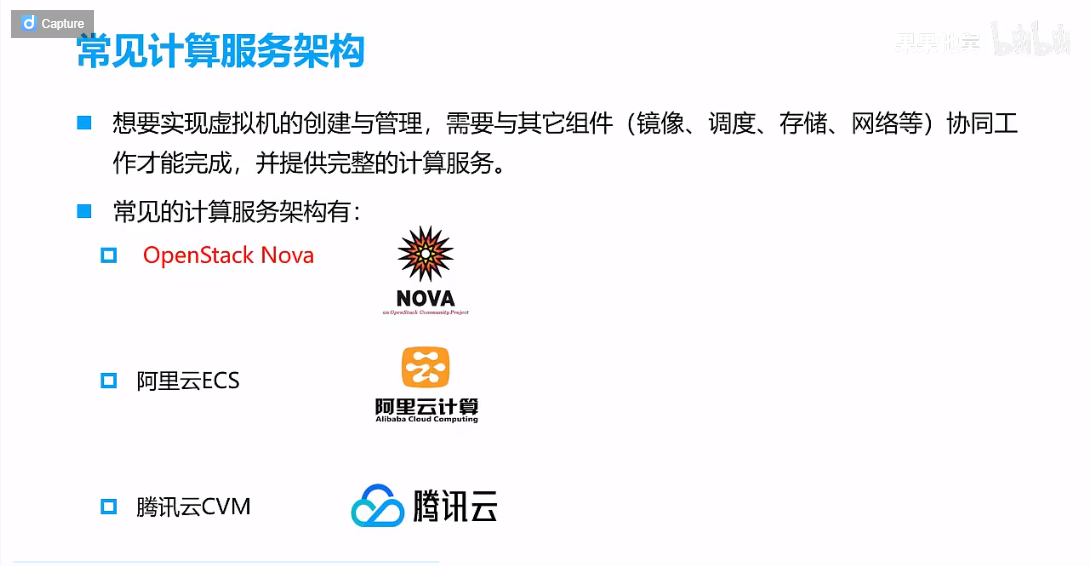 Capture
常见计算服务架构
bilibili
想要实现虚拟机的创建与管理，需要与其它组件（镜像、调度、存储、网络等）协同工
作才能完成，并提供完整的计算服务。
常见的计算服务架构有：
OpenStack Nova
NOVA
an OpenStack Community Project
阿里云ECS
阿里云计算
Alibaba Cloud Computing
腾讯云CVM
腾讯云